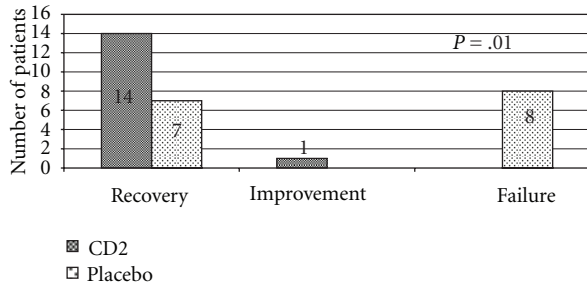 Number of patients
16
14
12
10
8
6
4
2
0
P = .01
14
7
1
8
Recovery
Improvement
Failure
CD2
Placebo